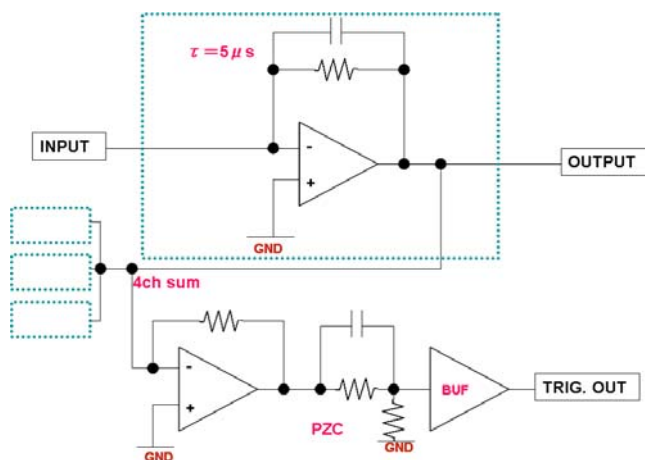 τ=5μs
INPUT
-
+
OUTPUT
GND
4ch sum
-
+
BUF
TRIG. OUT
PZC
GND
GND